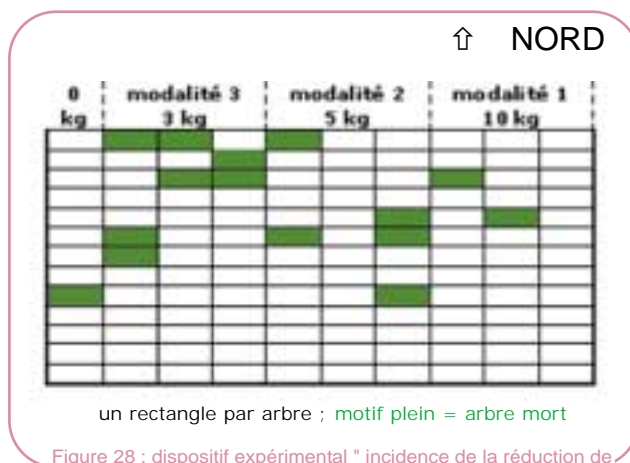 ⇧ NORD
0 modalité 3 modalité 2 modalité 1
kg 3 kg 5 kg 10 kg
un rectangle par arbre ; motif plein = arbre mort
Figure 28 : dispositif expérimental " incidence de la réduction de